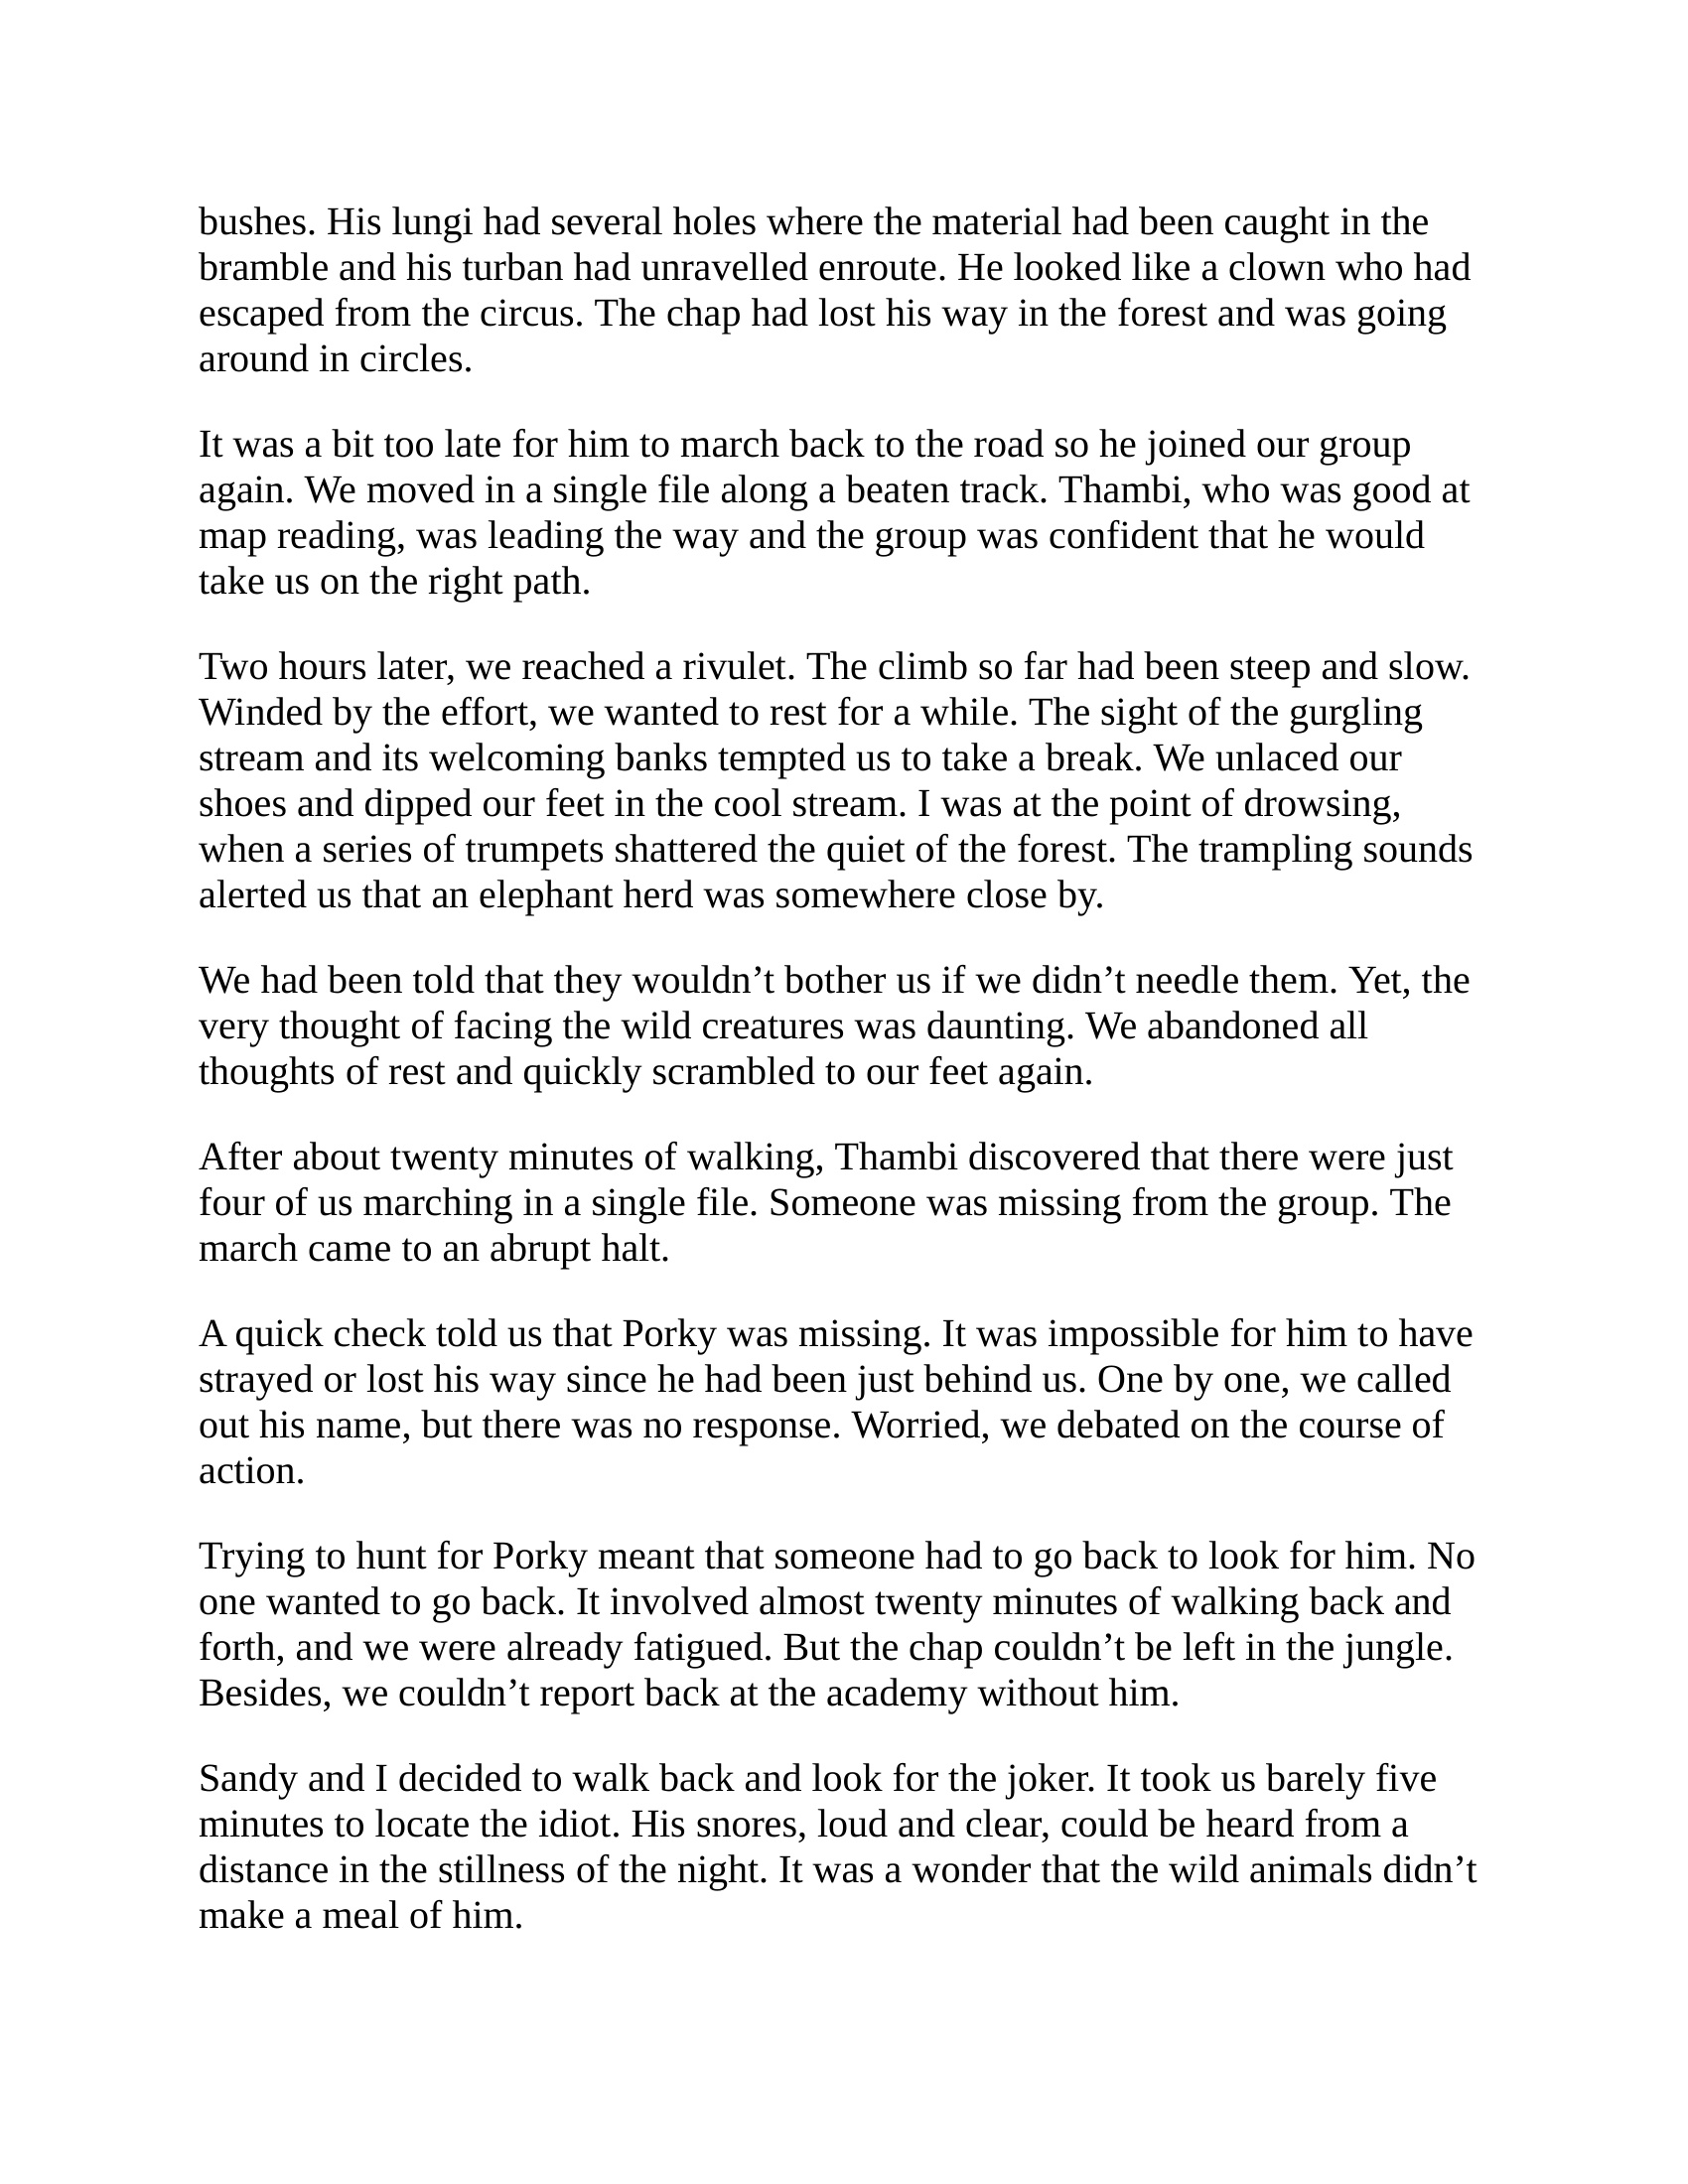 bushes. His lungi had several holes where the material had been caught in the
bramble and his turban had unravelled enroute. He looked like a clown who had
escaped from the circus. The chap had lost his way in the forest and was going
around in circles.
It was a bit too late for him to march back to the road so he joined our group
again. We moved in a single file along a beaten track. Thambi, who was good at
map reading, was leading the way and the group was confident that he would
take us on the right path.
Two hours later, we reached a rivulet. The climb so far had been steep and slow.
Winded by the effort, we wanted to rest for a while. The sight of the gurgling
stream and its welcoming banks tempted us to take a break. We unlaced our
shoes and dipped our feet in the cool stream. I was at the point of drowsing,
when a series of trumpets shattered the quiet of the forest. The trampling sounds
alerted us that an elephant herd was somewhere close by.
We had been told that they wouldn’t bother us if we didn’t needle them. Yet, the
very thought of facing the wild creatures was daunting. We abandoned all
thoughts of rest and quickly scrambled to our feet again.
After about twenty minutes of walking, Thambi discovered that there were just
four of us marching in a single file. Someone was missing from the group. The
march came to an abrupt halt.
A quick check told us that Porky was missing. It was impossible for him to have
strayed or lost his way since he had been just behind us. One by one, we called
out his name, but there was no response. Worried, we debated on the course of
action.
Trying to hunt for Porky meant that someone had to go back to look for him. No
one wanted to go back. It involved almost twenty minutes of walking back and
forth, and we were already fatigued. But the chap couldn’t be left in the jungle.
Besides, we couldn’t report back at the academy without him.
Sandy and I decided to walk back and look for the joker. It took us barely five
minutes to locate the idiot. His snores, loud and clear, could be heard from a
distance in the stillness of the night. It was a wonder that the wild animals didn’t
make a meal of him.